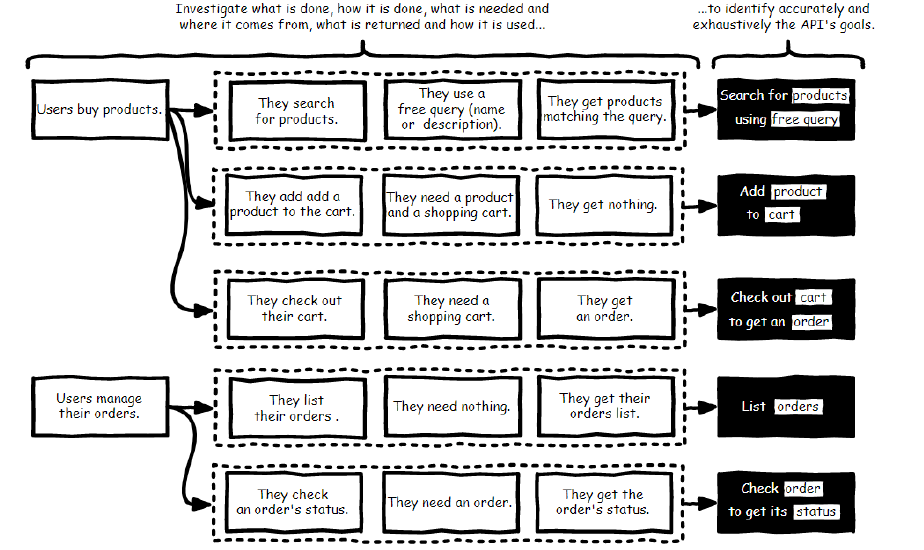 Investigate what is done, how it is done, what is needed and
where it comes from, what is returned and how it is used...
...to identify accurately and
exhaustively the API's goals.
Users buy products.
They search
for products.
They use a
free query (name
or description).
They get products
matching the query.
Search for products
using free query
They add add a
product to the cart.
They need a product
and a shopping cart.
They get nothing.
Add product
to cart
They check out
their cart.
They need a
shopping cart.
They get
an order.
Check out cart
to get an order
Users manage
their orders.
They list
their orders .
They need nothing.
They get their
orders list.
List orders
They check
an order's status.
They need an order.
They get the
order's status.
Check order
to get its status